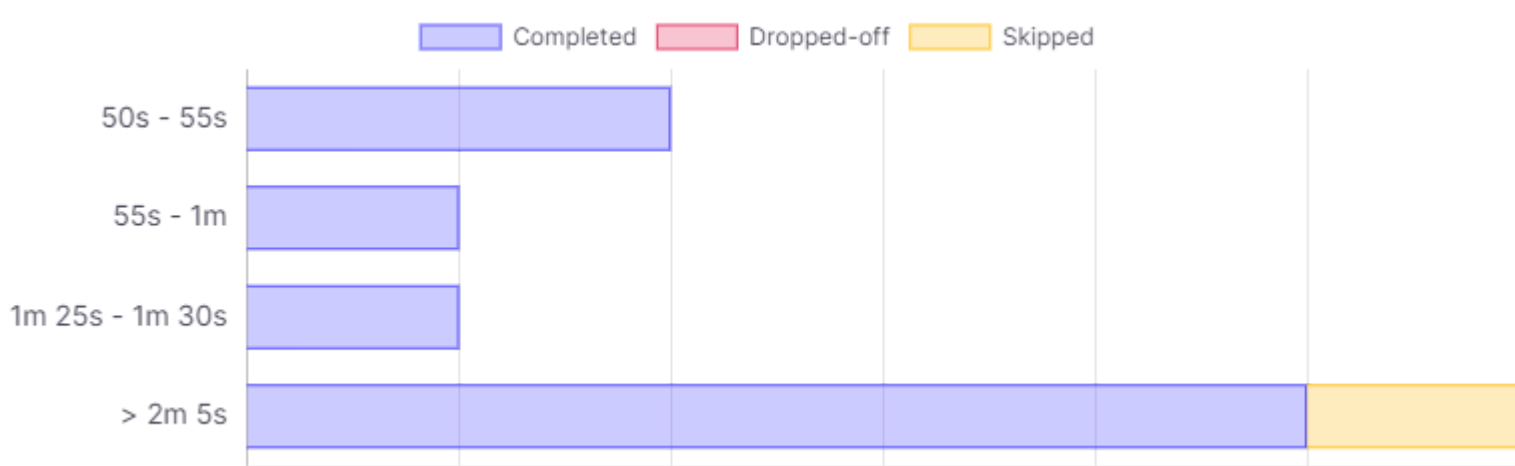 Completed Dropped-off Skipped
50s - 55s
55s - 1m
1m 25s - 1m 30s
> 2m 5s